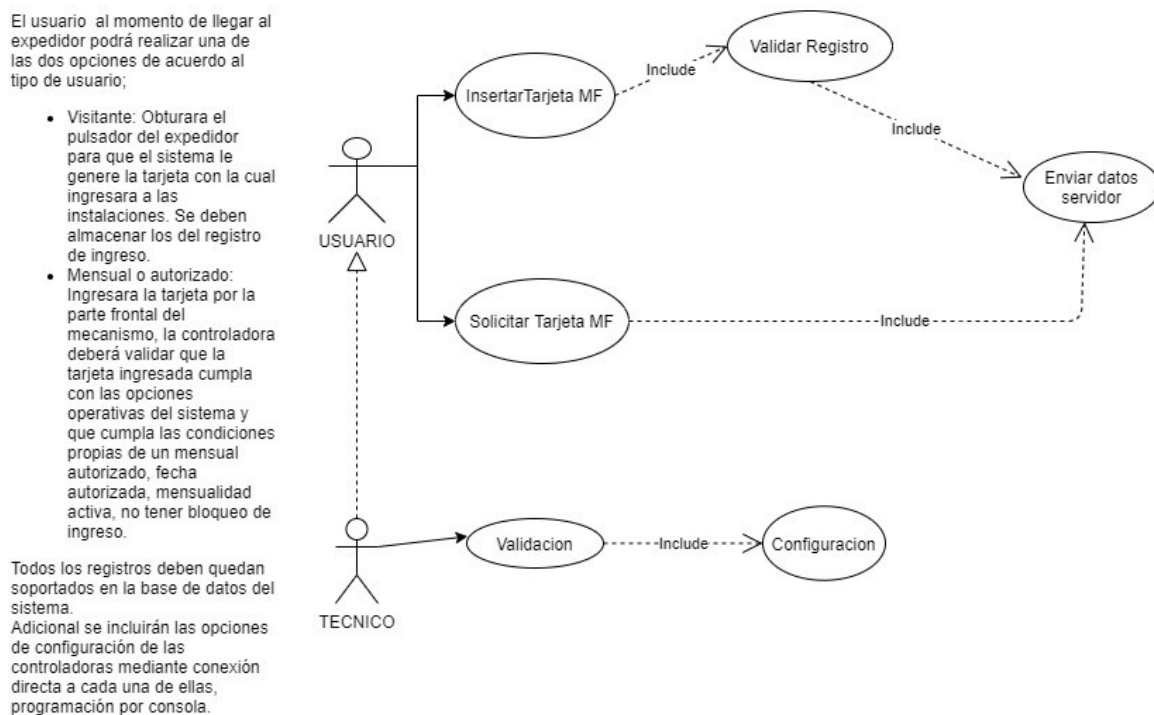 El usuario al momento de llegar al
expedidor podrá realizar una de
las dos opciones de acuerdo al
tipo de usuario;
• Visitante: Obturara el
pulsador del expedidor
para que el sistema le
genere la tarjeta con la cual
ingresara a las
instalaciones. Se deben
almacenar los del registro
de ingreso.
• Mensual o autorizado:
Ingresara la tarjeta por la
parte frontal del
mecanismo, la controladora
deberá validar que la
tarjeta ingresada cumpla
con las opciones
operativas del sistema y
que cumpla las condiciones
propias de un mensual
autorizado, fecha
autorizada, mensualidad
activa, no tener bloqueo de
ingreso.
Todos los registros deben quedan
soportados en la base de datos del
sistema.
Adicional se incluirán las opciones
de configuración de las
controladoras mediante conexión
directa a cada una de ellas,
programación por consola.
Validar Registro
Include
InsertarTarjeta MF
Include
Enviar datos
servidor
USUARIO
Solicitar Tarjeta MF
Include
Validacion
Include
Configuracion
TECNICO